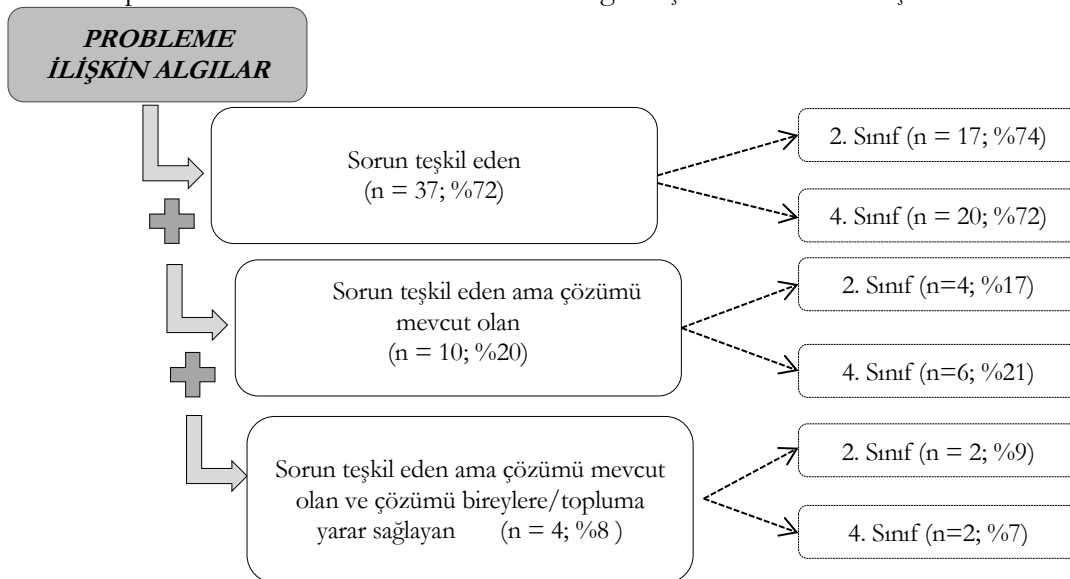 PROBLEME
İLİŞKİN ALGILAR
Sorun teşkil eden
(n = 37; %72)
2. Sınıf (n = 17; %74)
4. Sınıf (n = 20; %72)
Sorun teşkil eden ama çözümü
mevcut olan
(n = 10; %20)
2. Sınıf (n=4; %17)
4. Sınıf (n=6; %21)
Sorun teşkil eden ama çözümü mevcut
olan ve çözümü bireylere/topluma
yarar sağlayan (n = 4; %8 )
2. Sınıf (n = 2; %9)
4. Sınıf (n=2; %7)